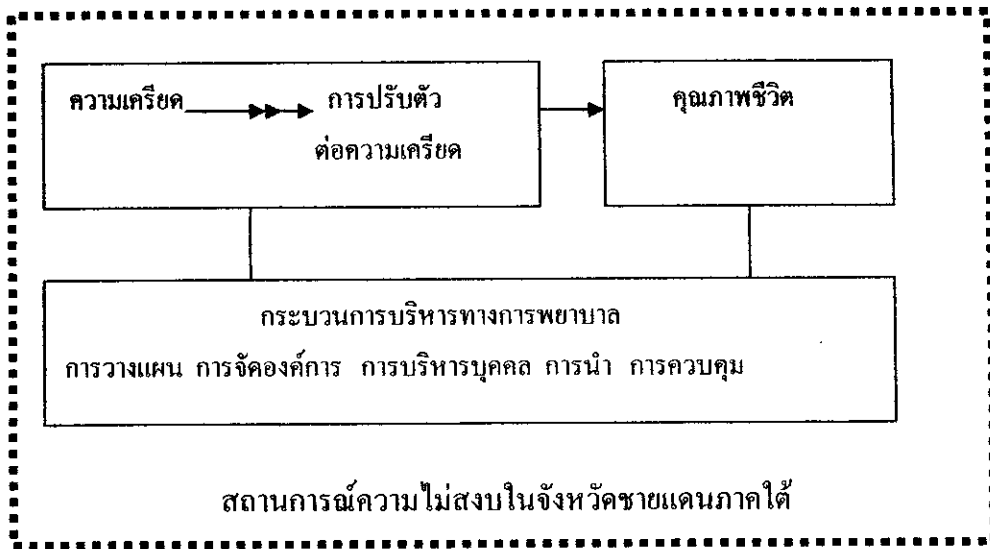 ความเครียด การปรับตัว
ต่อความเครียด
คุณภาพชีวิต
กระบวนการบริหารทางการพยาบาล
การวางแผน การจัดองค์การ การบริหารบุคคล การนำ การควบคุม
สถานการณ์ความไม่สงบในจังหวัดชายแดนภาคใต้